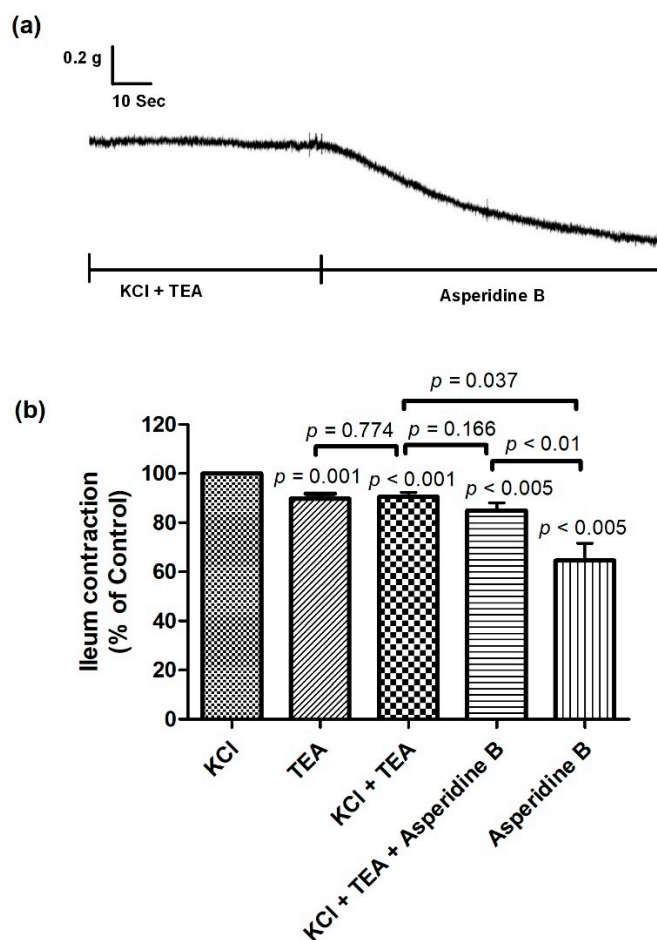 (a)
0.2 g
10 Sec
KCl + TEA
Asperidine B
(b)
p = 0.037
p = 0.774
p = 0.166
p < 0.01
p = 0.001
p < 0.001
p < 0.005
p < 0.005
Ileum contraction
(% of Control)
120
100
80
60
40
20
0
KCl
TEA
KCl + TEA
KCl + TEA + Asperidine B
Asperidine B